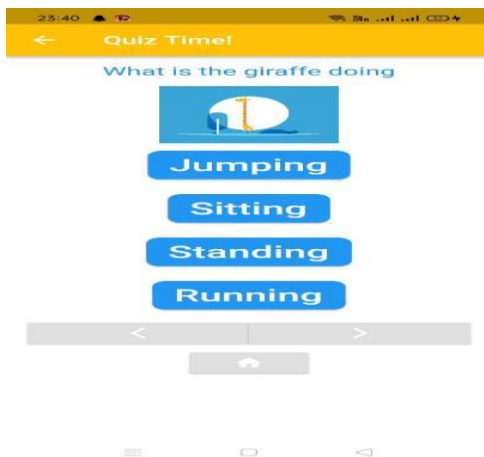 23:40
Quiz Time!
What is the giraffe doing
Jumping
Sitting
Standing
Running
< >